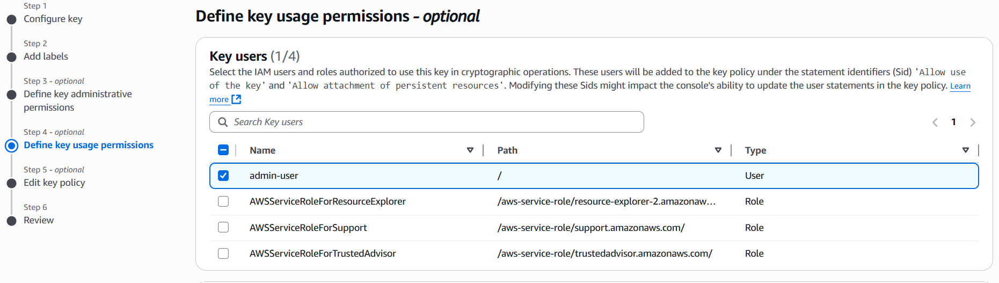 Step 1
Configure key
Step 2
Add labels
Step 3 - optional
Define key administrative
permissions
Step 4 - optional
Define key usage permissions
Step 5 - optional
Edit key policy
Step 6
Review
Define key usage permissions - optional
Key users (1/4)
Select the IAM users and roles authorized to use this key in cryptographic operations. These users will be added to the key policy under the statement identifiers (Sid) 'Allow use
of the key' and 'Allow attachment of persistent resources'. Modifying these Sids might impact the console's ability to update the user statements in the key policy. Learn
more
Search Key users
1
Name Path Type
admin-user / User
AWSServiceRoleForResourceExplorer /aws-service-role/resource-explorer-2.amazonaw… Role
AWSServiceRoleForSupport /aws-service-role/support.amazonaws.com/ Role
AWSServiceRoleForTrustedAdvisor /aws-service-role/trustedadvisor.amazonaws.com/ Role